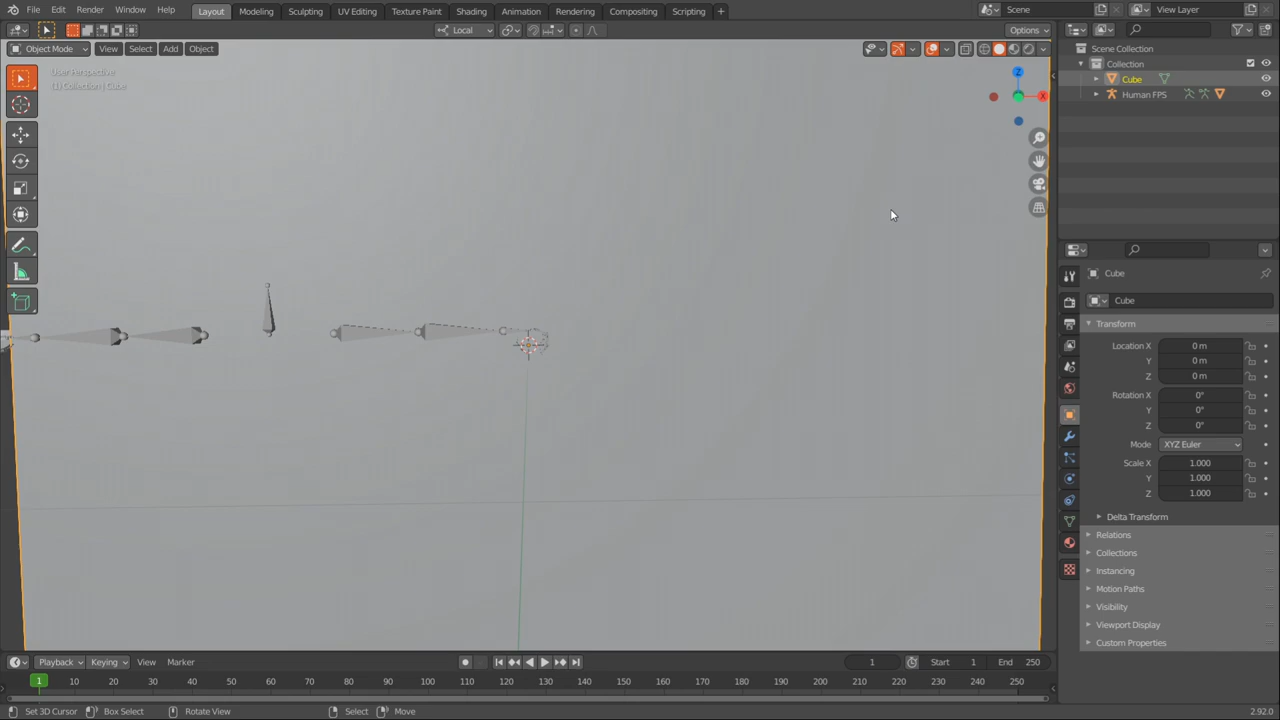 File Edit Render Window Help Layout Modeling Sculpting UV Editing Texture Paint Shading Animation Rendering Compositing Scripting + Scene View Layer
Local Options
Object Mode View Select Add Object
User Perspective
(1) Collection | Cube
Z
X
Scene Collection
Collection
Cube
Human FPS
Cube
Cube
Transform
Location X 0 m
Y 0 m
Z 0 m
Rotation X 0°
Y 0°
Z 0°
Mode XYZ Euler
Scale X 1.000
Y 1.000
Z 1.000
Delta Transform
Relations
Collections
Instancing
Motion Paths
Visibility
Viewport Display
Custom Properties
Playback Keying View Marker 1 Start 1 End 250
1 10 20 30 40 50 60 70 80 90 100 110 120 130 140 150 160 170 180 190 200 210 220 230 240 250
Set 3D Cursor Box Select Rotate View Select Move 2.92.0